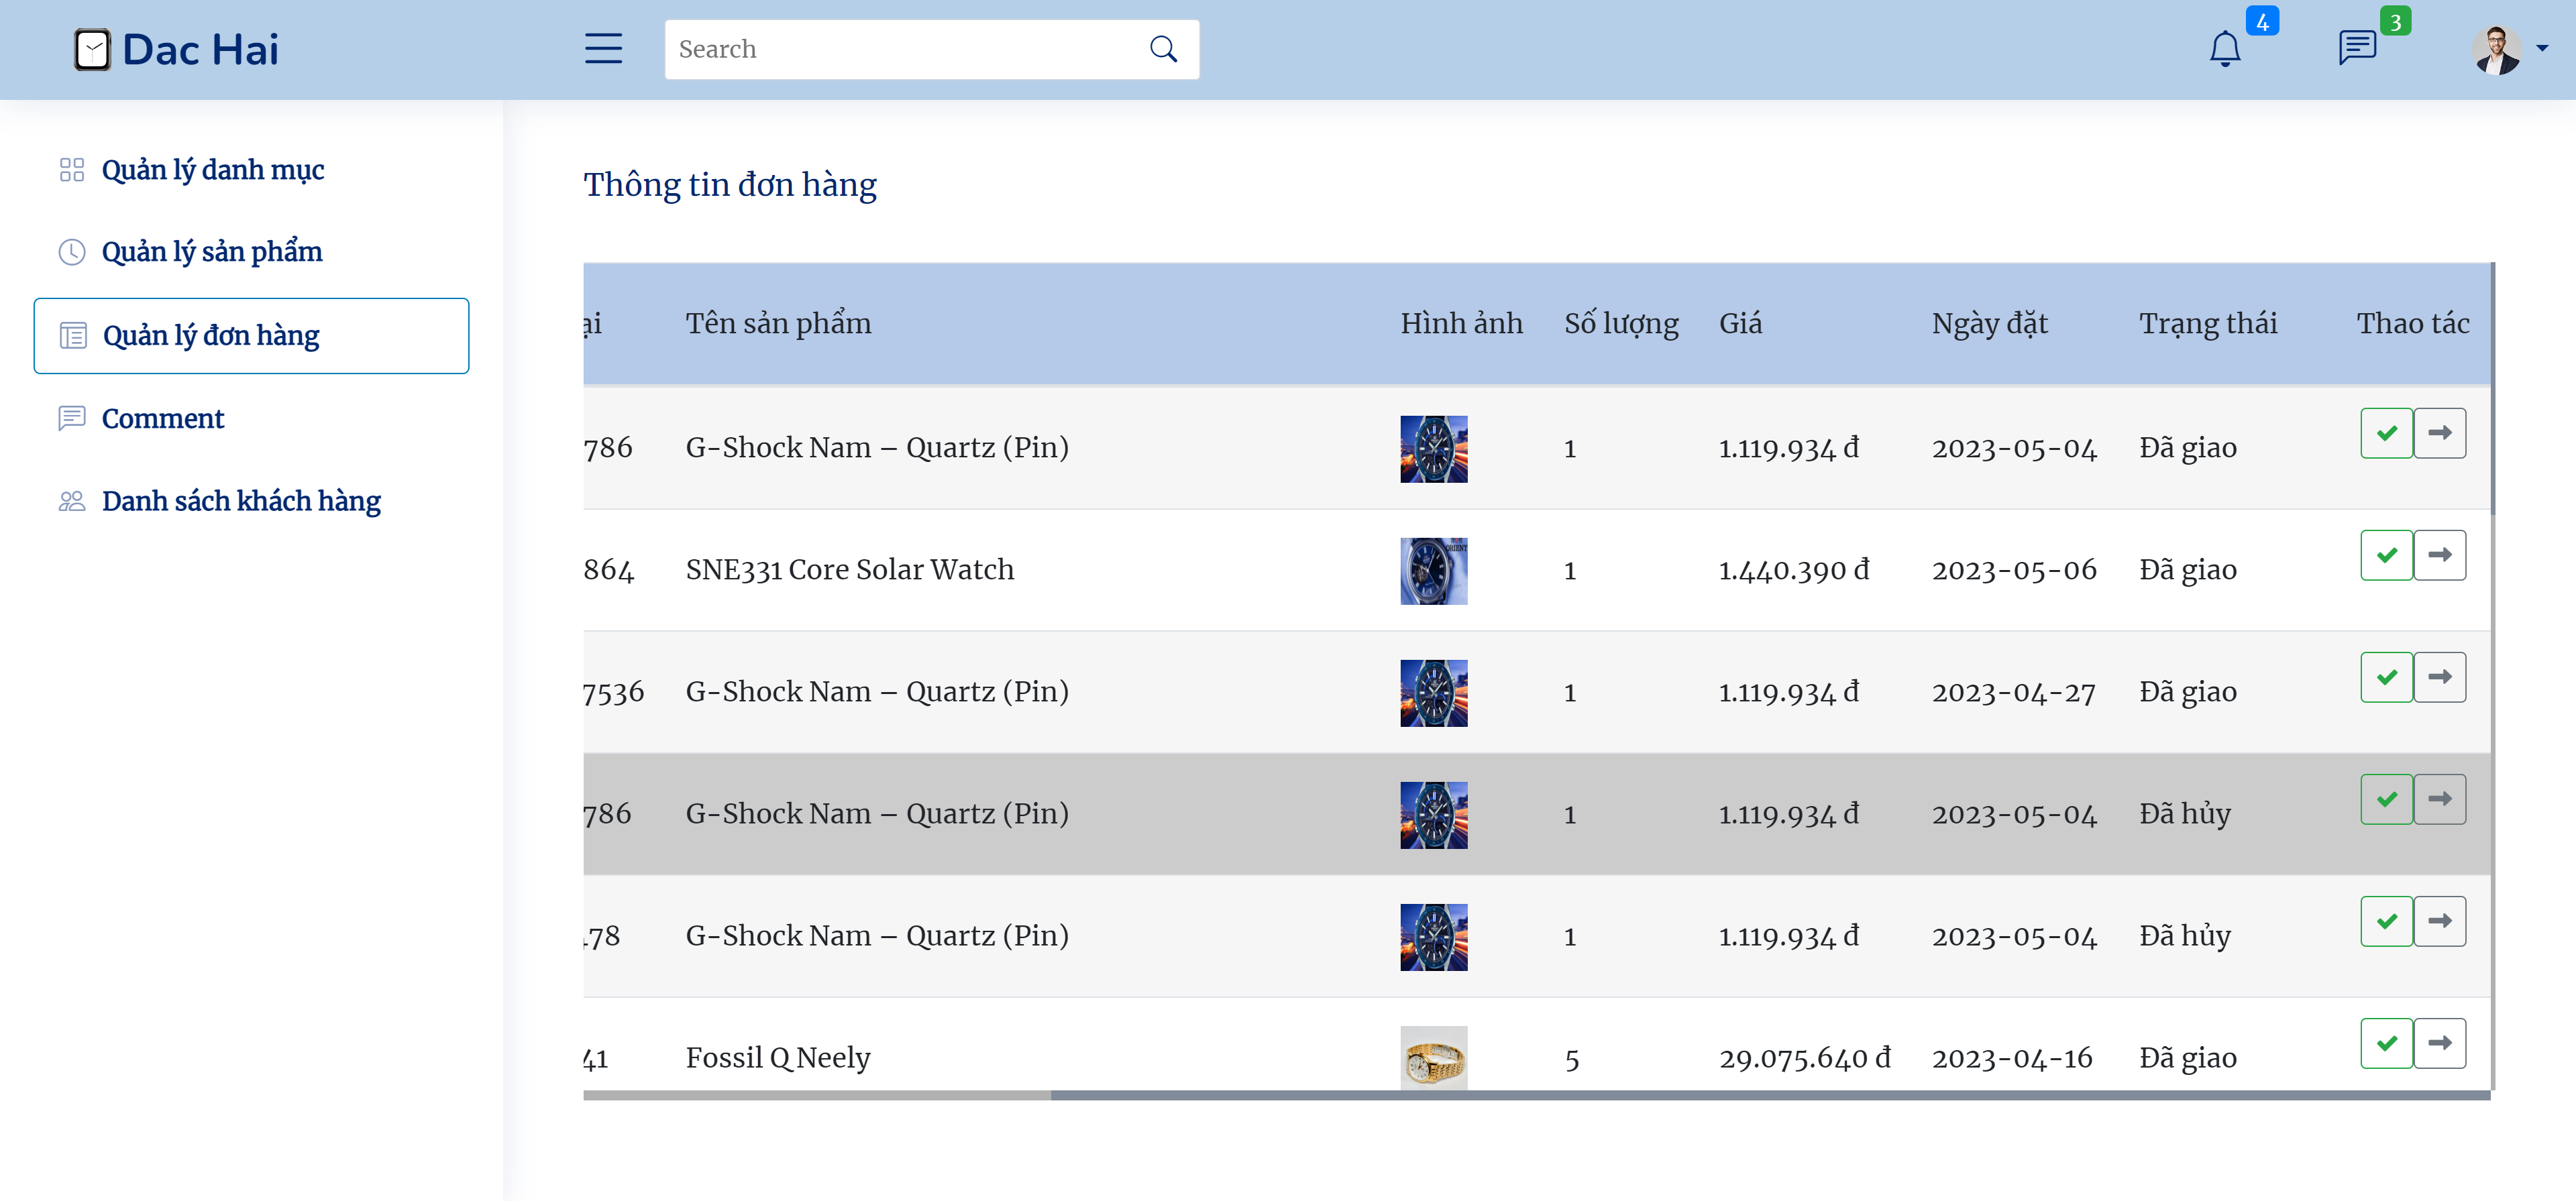 Dac Hai
Search
4
3
Quản lý danh mục
Quản lý sản phẩm
Quản lý đơn hàng
Comment
Danh sách khách hàng
Thông tin đơn hàng
ại Tên sản phẩm Hình ảnh Số lượng Giá Ngày đặt Trạng thái Thao tác
786 G-Shock Nam – Quartz (Pin) 1 1.119.934 đ 2023-05-04 Đã giao
864 SNE331 Core Solar Watch ORIENT 1 1.440.390 đ 2023-05-06 Đã giao
7536 G-Shock Nam – Quartz (Pin) 1 1.119.934 đ 2023-04-27 Đã giao
786 G-Shock Nam – Quartz (Pin) 1 1.119.934 đ 2023-05-04 Đã hủy
478 G-Shock Nam – Quartz (Pin) 1 1.119.934 đ 2023-05-04 Đã hủy
41 Fossil Q Neely 5 29.075.640 đ 2023-04-16 Đã giao